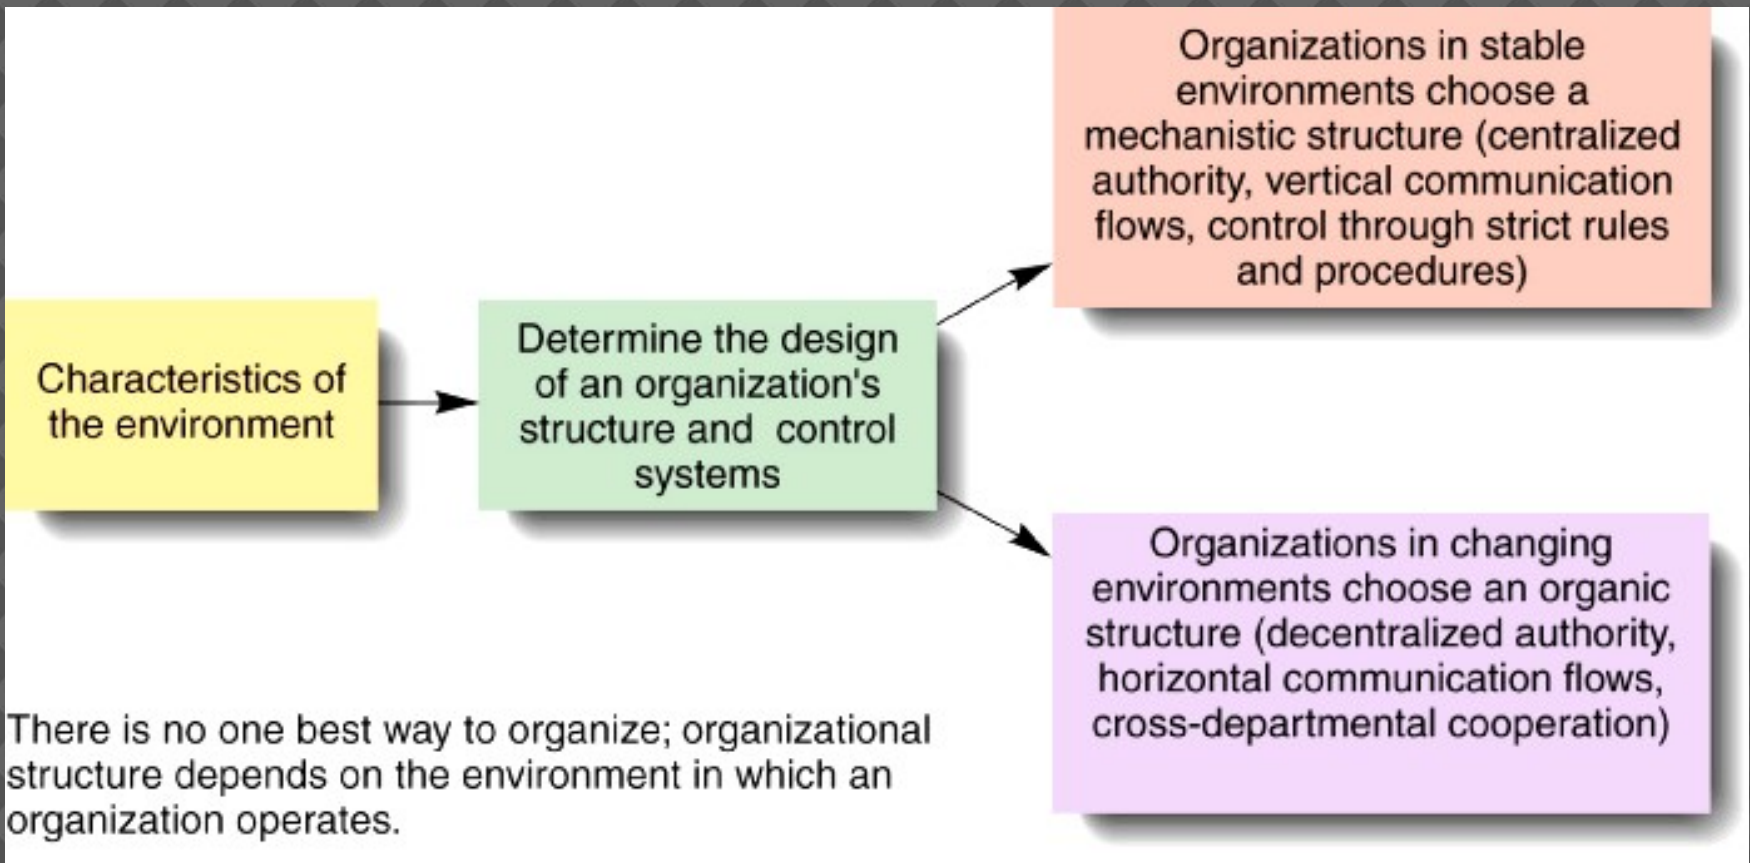 Characteristics of
the environment
Determine the design
of an organization's
structure and control
systems
Organizations in stable
environments choose a
mechanistic structure (centralized
authority, vertical communication
flows, control through strict rules
and procedures)
Organizations in changing
environments choose an organic
structure (decentralized authority,
horizontal communication flows,
cross-departmental cooperation)
There is no one best way to organize; organizational
structure depends on the environment in which an
organization operates.